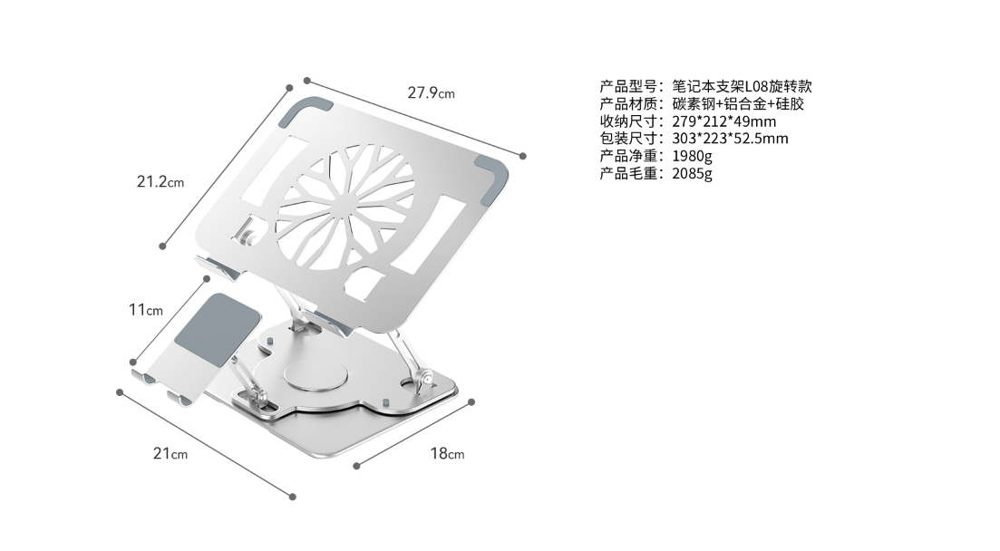 27.9cm
21.2cm
11cm
21cm
18cm
产品型号：笔记本支架L08旋转款
产品材质：碳素钢+铝合金+硅胶
收纳尺寸：279*212*49mm
包装尺寸：303*223*52.5mm
产品净重：1980g
产品毛重：2085g